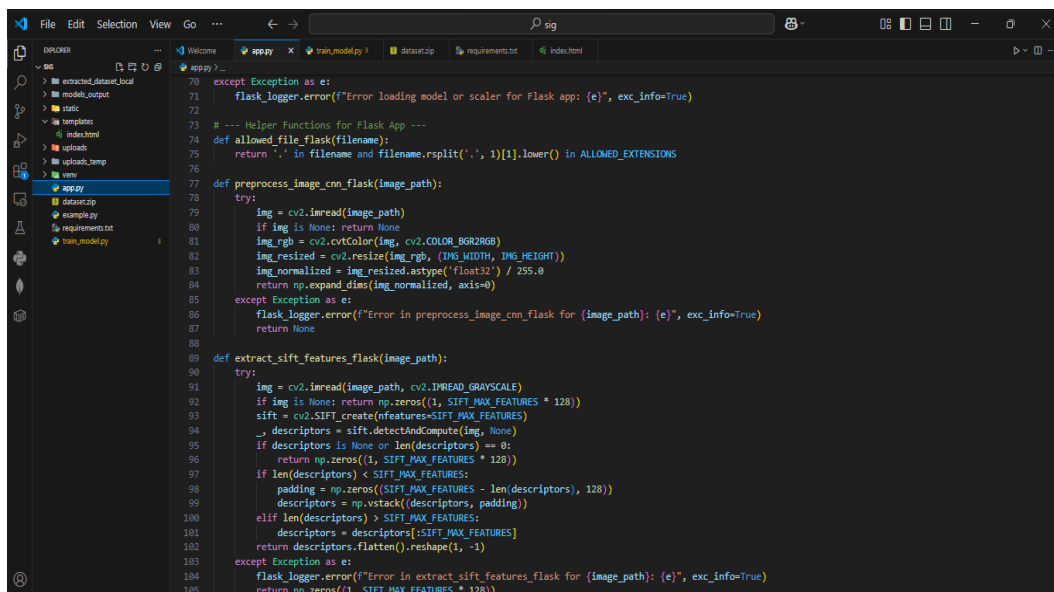 File Edit Selection View Go ··· ← → sig
EXPLORER ···
SIG
extracted_dataset_local
models_output
static
templates
index.html
uploads
uploads_temp
venv
app.py
dataset.zip
example.py
requirements.txt
train_model.py 3
1
Welcome app.py × train_model.py 3 dataset.zip requirements.txt index.html
app.py >
70 except Exception as e:
71 flask_logger.error(f"Error loading model or scaler for Flask app: {e}", exc_info=True)
72
73 # --- Helper Functions for Flask App ---
74 def allowed_file_flask(filename):
75 return '.' in filename and filename.rsplit('.', 1)[1].lower() in ALLOWED_EXTENSIONS
76
77 def preprocess_image_cnn_flask(image_path):
78 try:
79 img = cv2.imread(image_path)
80 if img is None: return None
81 img_rgb = cv2.cvtColor(img, cv2.COLOR_BGR2RGB)
82 img_resized = cv2.resize(img_rgb, (IMG_WIDTH, IMG_HEIGHT))
83 img_normalized = img_resized.astype('float32') / 255.0
84 return np.expand_dims(img_normalized, axis=0)
85 except Exception as e:
86 flask_logger.error(f"Error in preprocess_image_cnn_flask for {image_path}: {e}", exc_info=True)
87 return None
88
89 def extract_sift_features_flask(image_path):
90 try:
91 img = cv2.imread(image_path, cv2.IMREAD_GRAYSCALE)
92 if img is None: return np.zeros((1, SIFT_MAX_FEATURES * 128))
93 sift = cv2.SIFT_create(nfeatures=SIFT_MAX_FEATURES)
94 _, descriptors = sift.detectAndCompute(img, None)
95 if descriptors is None or len(descriptors) == 0:
96 return np.zeros((1, SIFT_MAX_FEATURES * 128))
97 if len(descriptors) < SIFT_MAX_FEATURES:
98 padding = np.zeros((SIFT_MAX_FEATURES - len(descriptors), 128))
99 descriptors = np.vstack((descriptors, padding))
100 elif len(descriptors) > SIFT_MAX_FEATURES:
101 descriptors = descriptors[:SIFT_MAX_FEATURES]
102 return descriptors.flatten().reshape(1, -1)
103 except Exception as e:
104 flask_logger.error(f"Error in extract_sift_features_flask for {image_path}: {e}", exc_info=True)
105 return np.zeros((1, SIFT_MAX_FEATURES * 128))